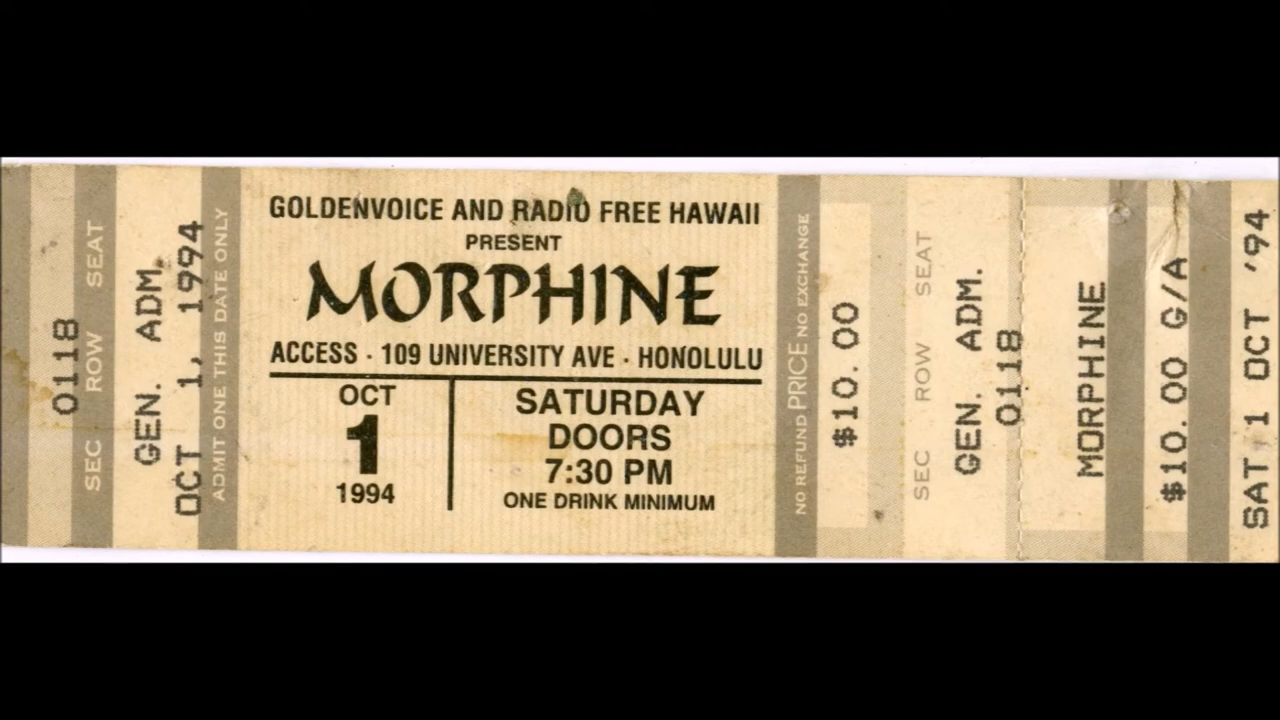 0118
SEC ROW SEAT
GEN. ADM.
OCT 1, 1994
ADMIT ONE THIS DATE ONLY
GOLDENVOICE AND RADIO FREE HAWAII
PRESENT
MORPHINE
ACCESS · 109 UNIVERSITY AVE · HONOLULU
OCT
1
1994
SATURDAY
DOORS
7:30 PM
ONE DRINK MINIMUM
NO REFUND PRICE NO EXCHANGE
$10.00
SEC ROW SEAT
GEN. ADM.
0118
MORPHINE
$10.00 G/A
SAT 1 OCT '94